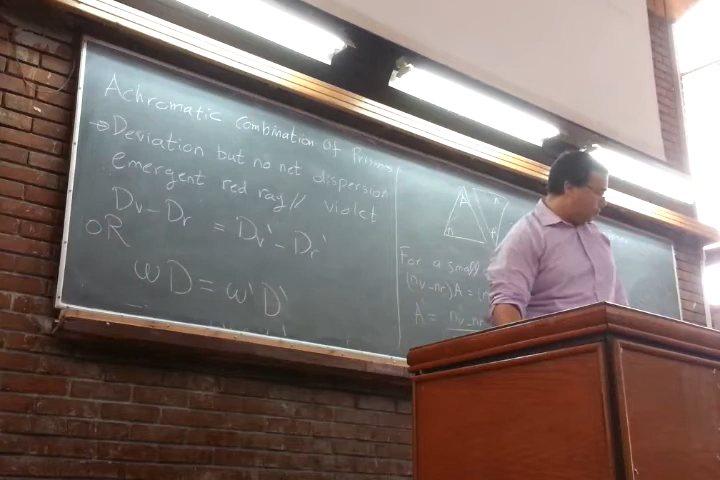 Achromatic Combination of Prisms
→ Deviation but no net dispersion
emergent red ray // violet
Dv - Dr = Dv' - Dr'
OR
ωD = ω'D'
A
n
For a small
(nv - nr)A = (n
A' = nv - nr